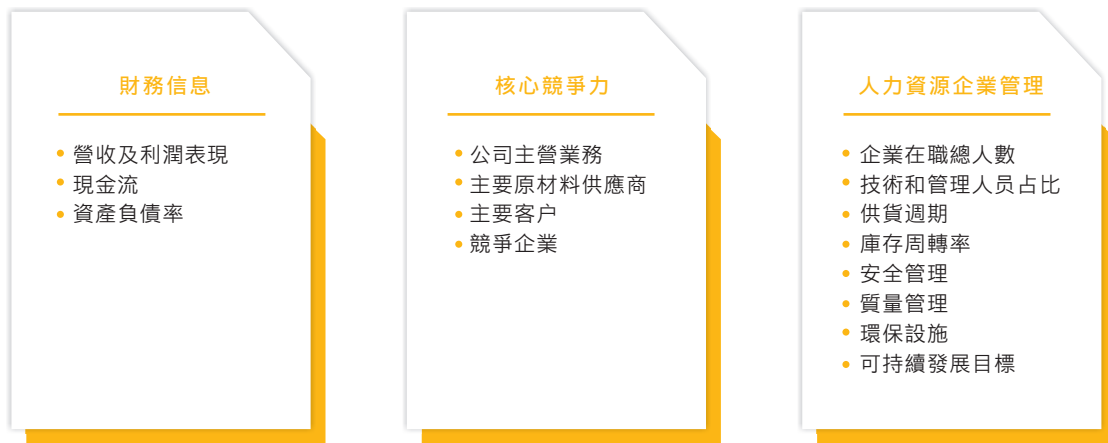 財務信息
營收及利潤表現
現金流
資產負債率
核心競爭力
公司主營業務
主要原材料供應商
主要客户
競爭企業
人力資源企業管理
企業在職總人數
技術和管理人员占比
供貨週期
庫存周轉率
安全管理
質量管理
環保設施
可持續發展目標